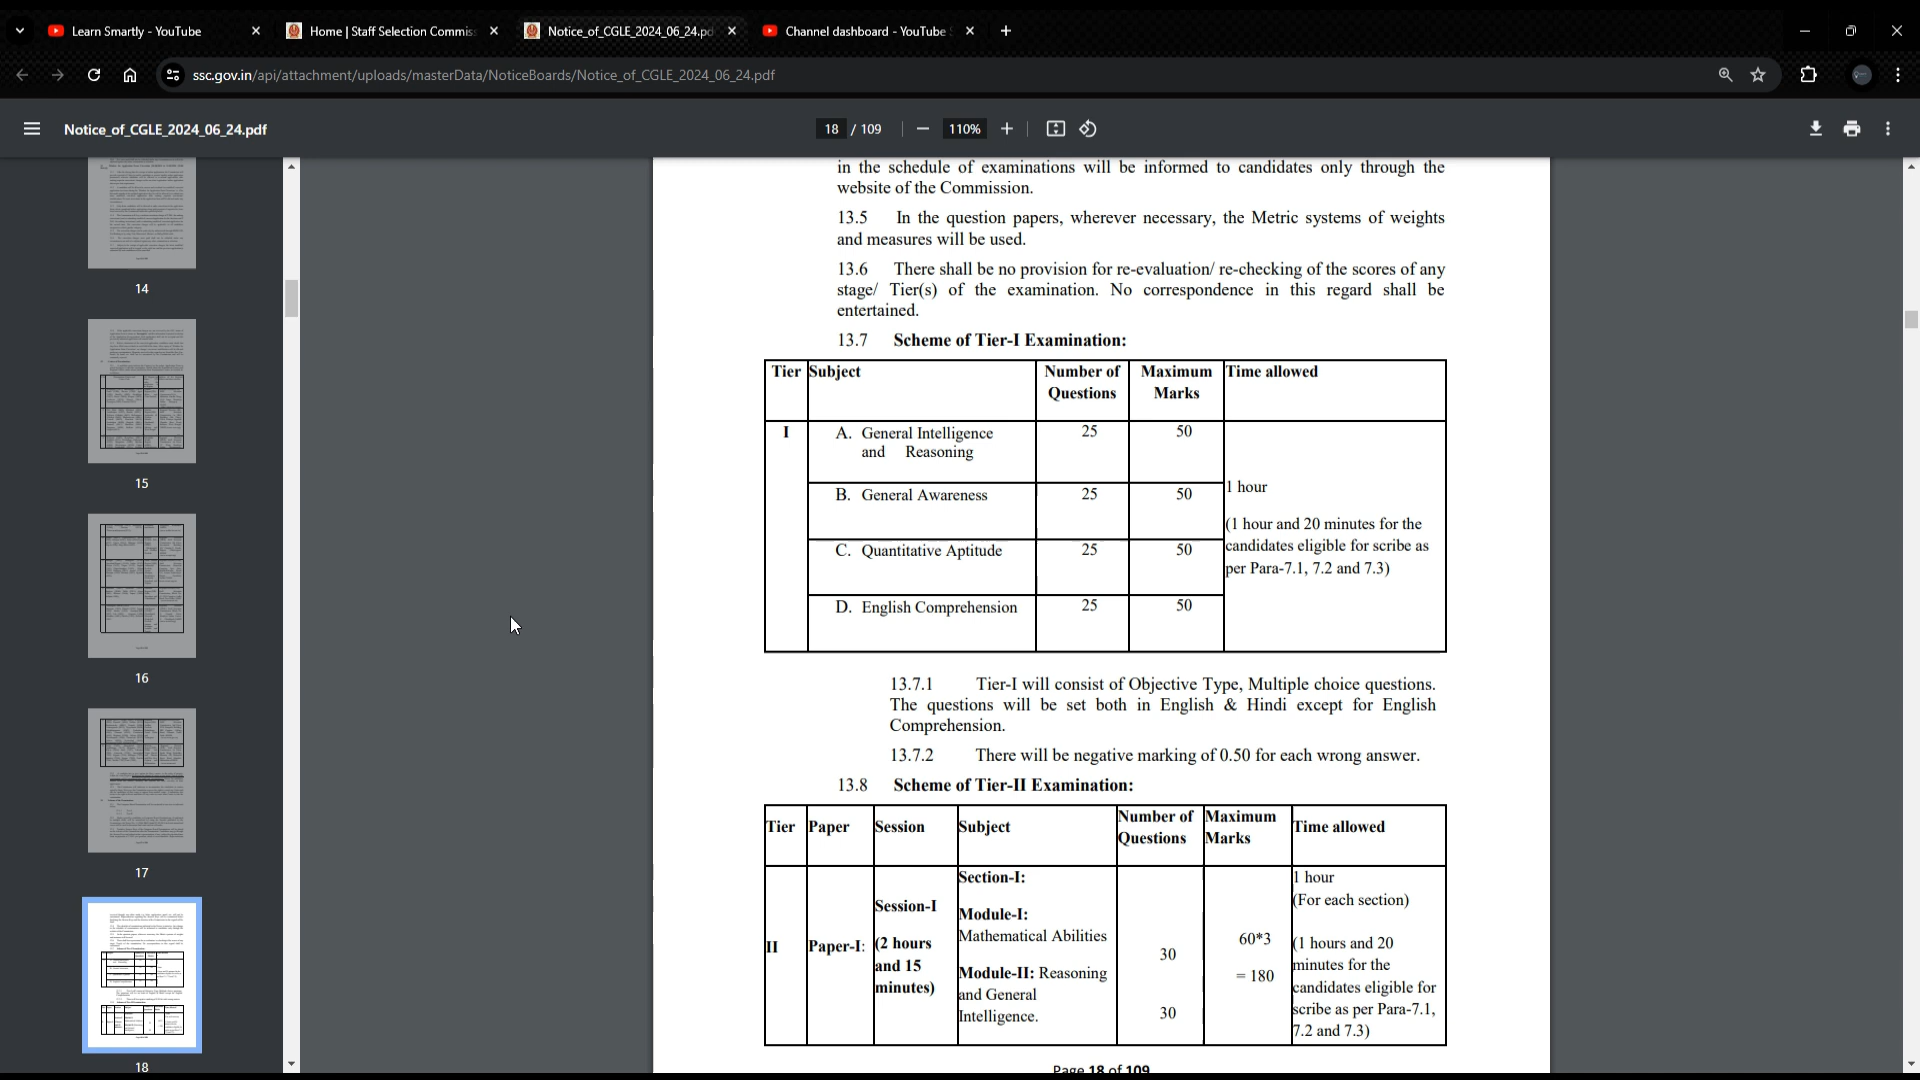 Learn Smartly - YouTube
Home | Staff Selection Commis
Notice_of_CGLE_2024_06_24.pd
Channel dashboard - YouTube
ssc.gov.in/api/attachment/uploads/masterData/NoticeBoards/Notice_of_CGLE_2024_06_24.pdf
Notice_of_CGLE_2024_06_24.pdf
18 / 109
110%
14
15
16
17
18
in the schedule of examinations will be informed to candidates only through the
website of the Commission.
13.5 In the question papers, wherever necessary, the Metric systems of weights
and measures will be used.
13.6 There shall be no provision for re-evaluation/ re-checking of the scores of any
stage/ Tier(s) of the examination. No correspondence in this regard shall be
entertained.
13.7 Scheme of Tier-I Examination:
Tier Subject Number of Questions Maximum Marks Time allowed
I A. General Intelligence and Reasoning 25 50
B. General Awareness 25 50
C. Quantitative Aptitude 25 50
D. English Comprehension 25 50
1 hour
(1 hour and 20 minutes for the
candidates eligible for scribe as
per Para-7.1, 7.2 and 7.3)
13.7.1 Tier-I will consist of Objective Type, Multiple choice questions.
The questions will be set both in English & Hindi except for English
Comprehension.
13.7.2 There will be negative marking of 0.50 for each wrong answer.
13.8 Scheme of Tier-II Examination:
Tier Paper Session Subject Number of Questions Maximum Marks Time allowed
II Paper-I:
Session-I
(2 hours
and 15
minutes)
Section-I:
Module-I:
Mathematical Abilities
Module-II: Reasoning
and General
Intelligence.
30
30
60*3
= 180
1 hour
(For each section)
(1 hours and 20
minutes for the
candidates eligible for
scribe as per Para-7.1,
7.2 and 7.3)
Page 18 of 109